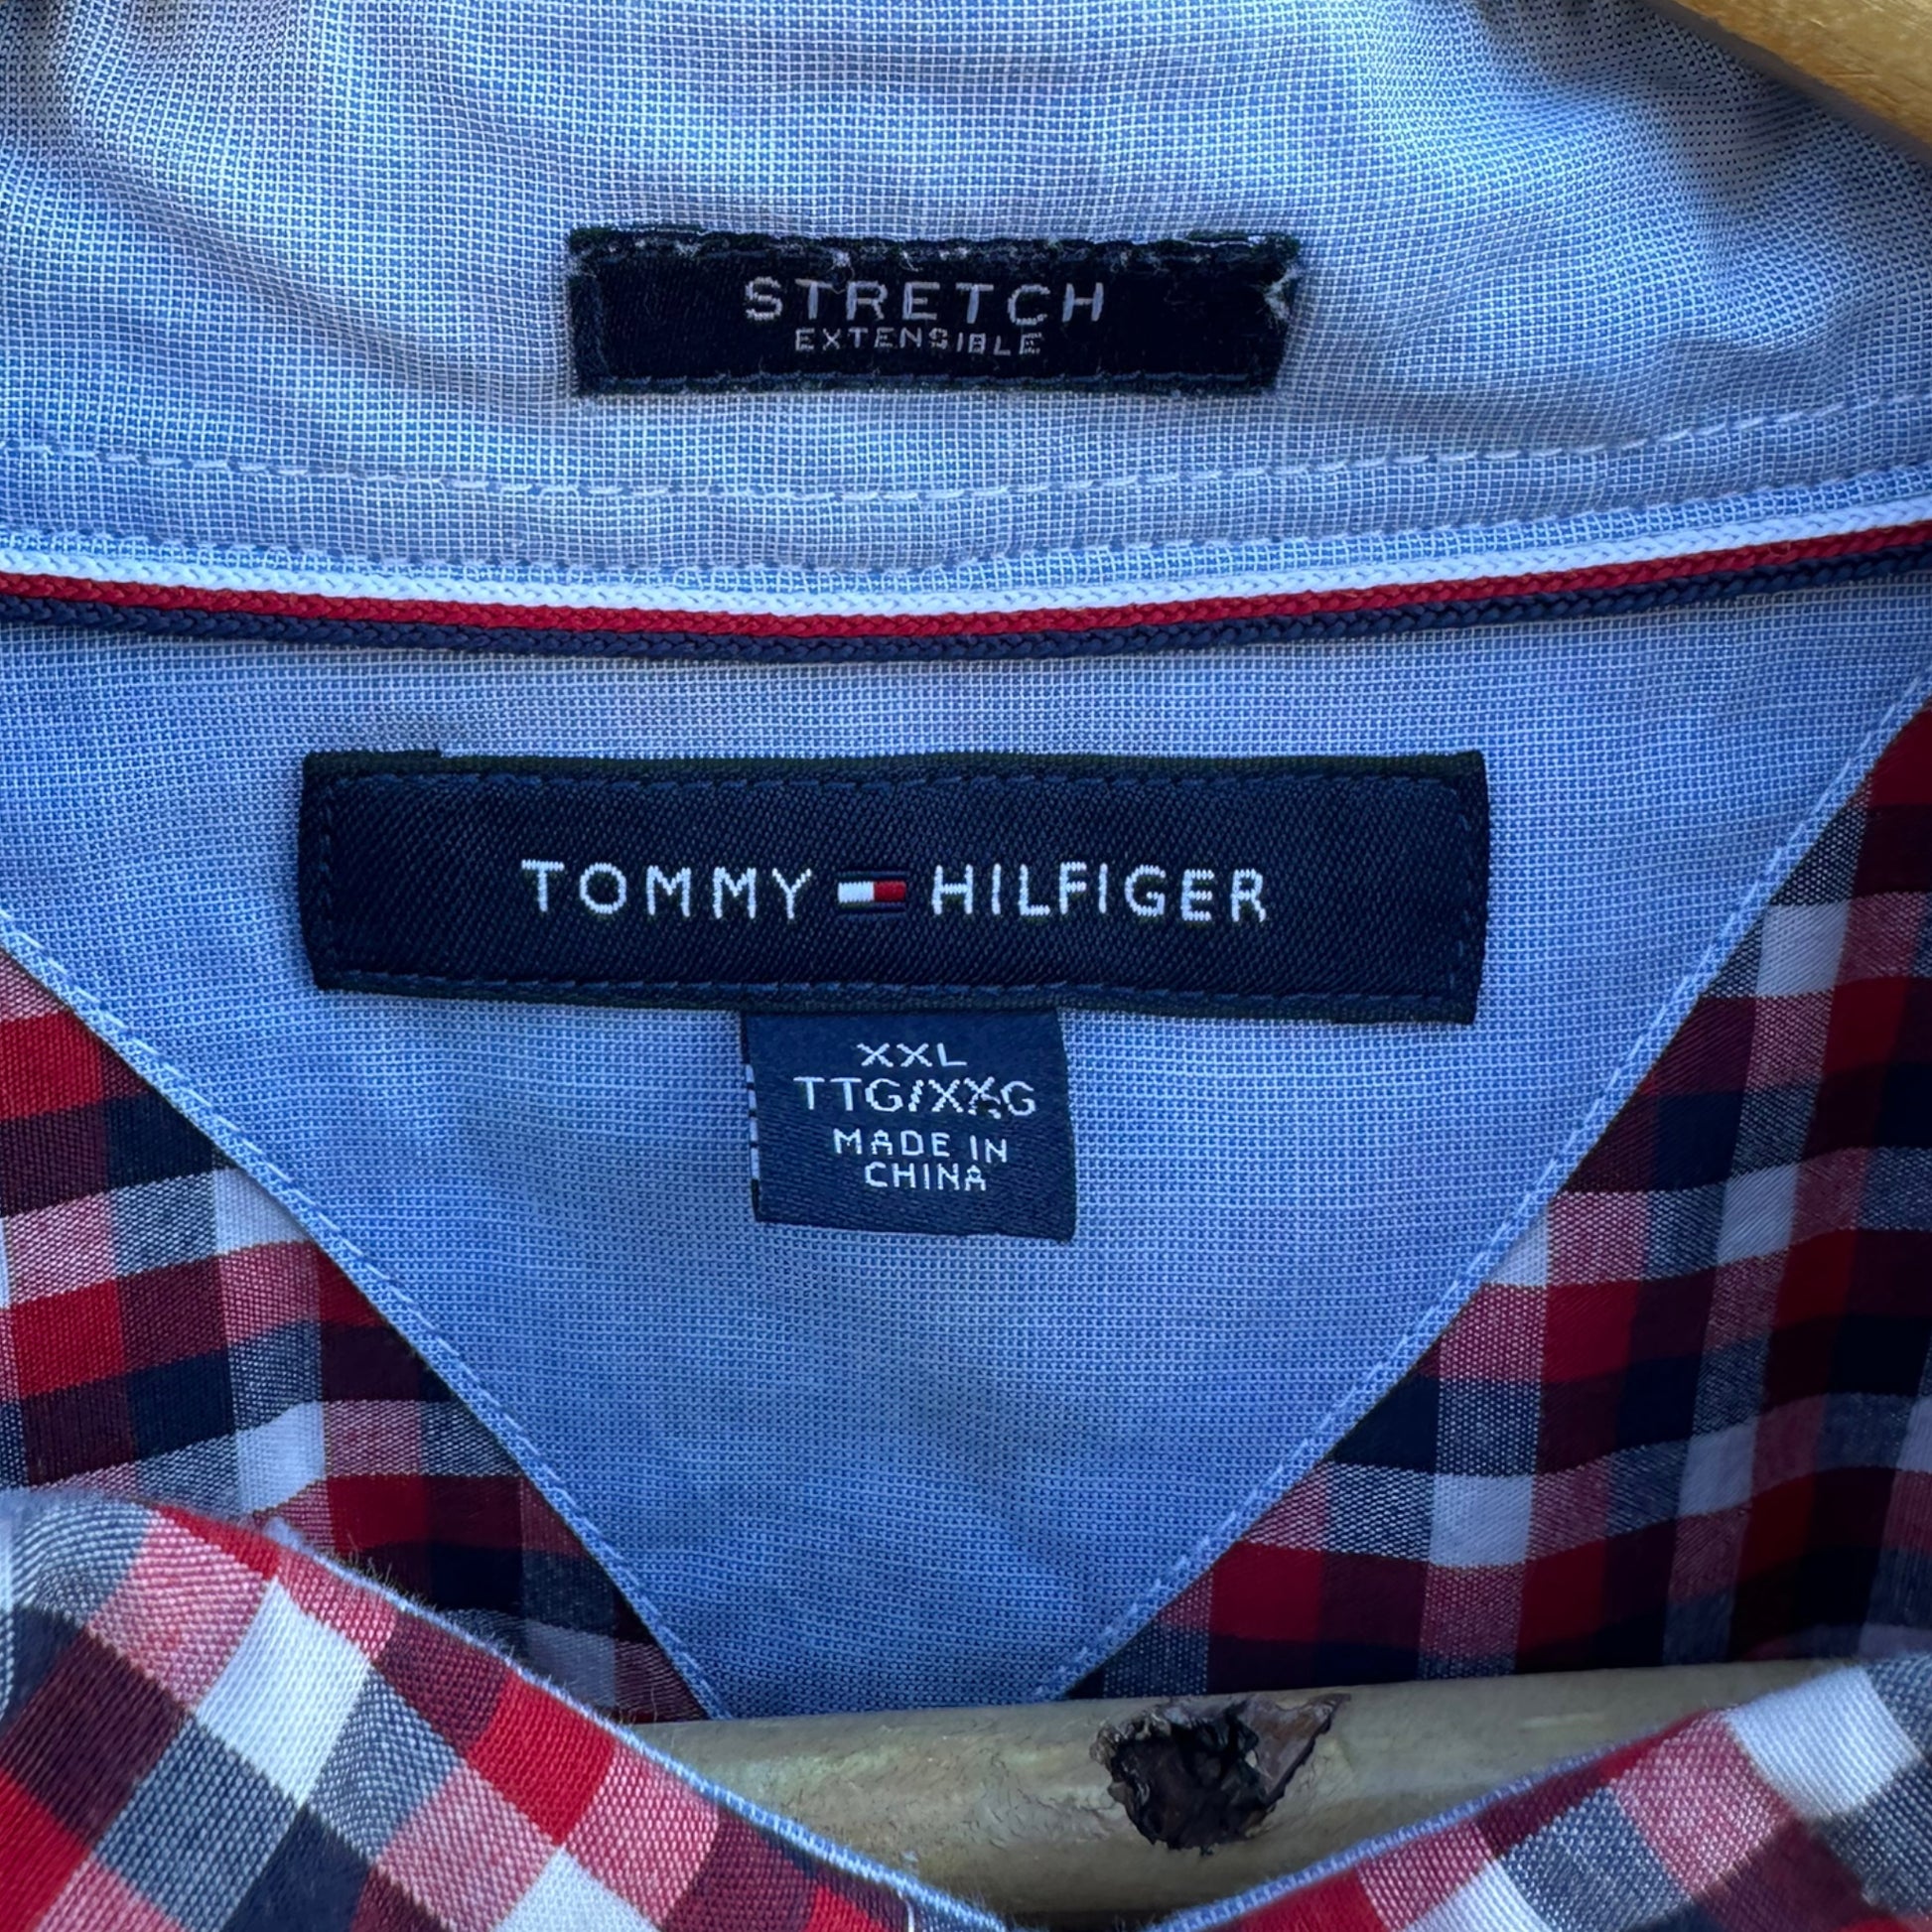 STRETCH
EXTENSIBLE
TOMMY HILFIGER
XXL
TTG/XXG
MADE IN
CHINA